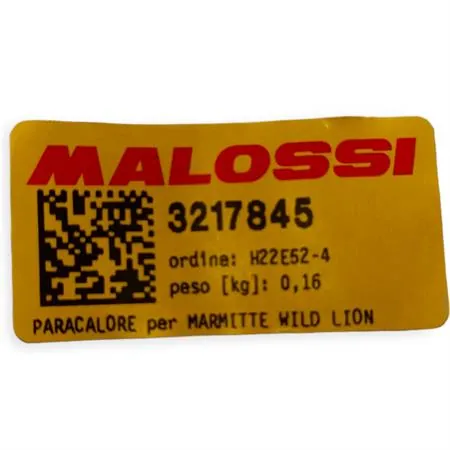 MALOSSI
3217845
ordine: H22E52-4
peso [kg]: 0,16
PARACALORE per MARMITTE WILD LION